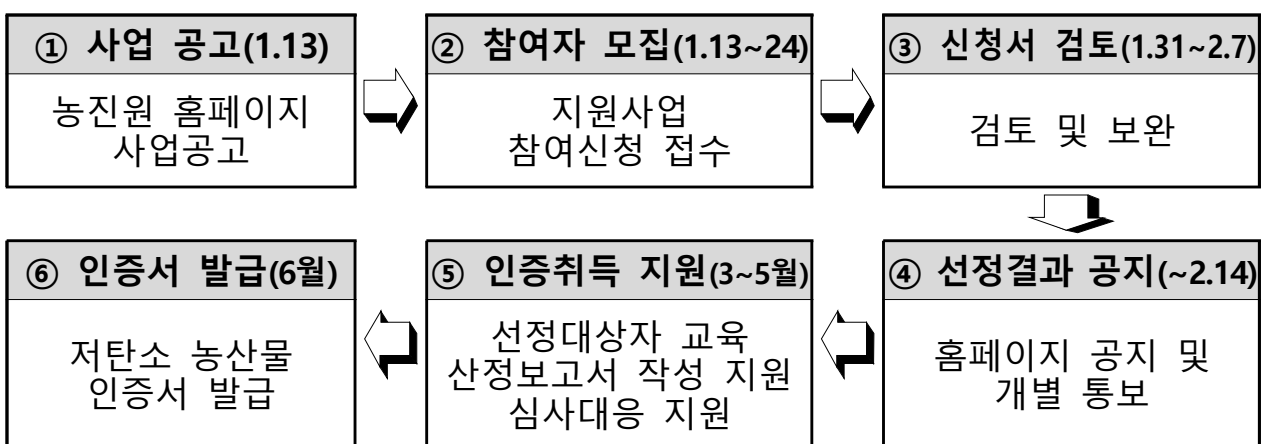 ① 사업 공고(1.13)
농진원 홈페이지
사업공고
② 참여자 모집(1.13~24)
지원사업
참여신청 접수
③ 신청서 검토(1.31~2.7)
검토 및 보완
④ 선정결과 공지(~2.14)
홈페이지 공지 및
개별 통보
⑤ 인증취득 지원(3~5월)
선정대상자 교육
산정보고서 작성 지원
심사대응 지원
⑥ 인증서 발급(6월)
저탄소 농산물
인증서 발급